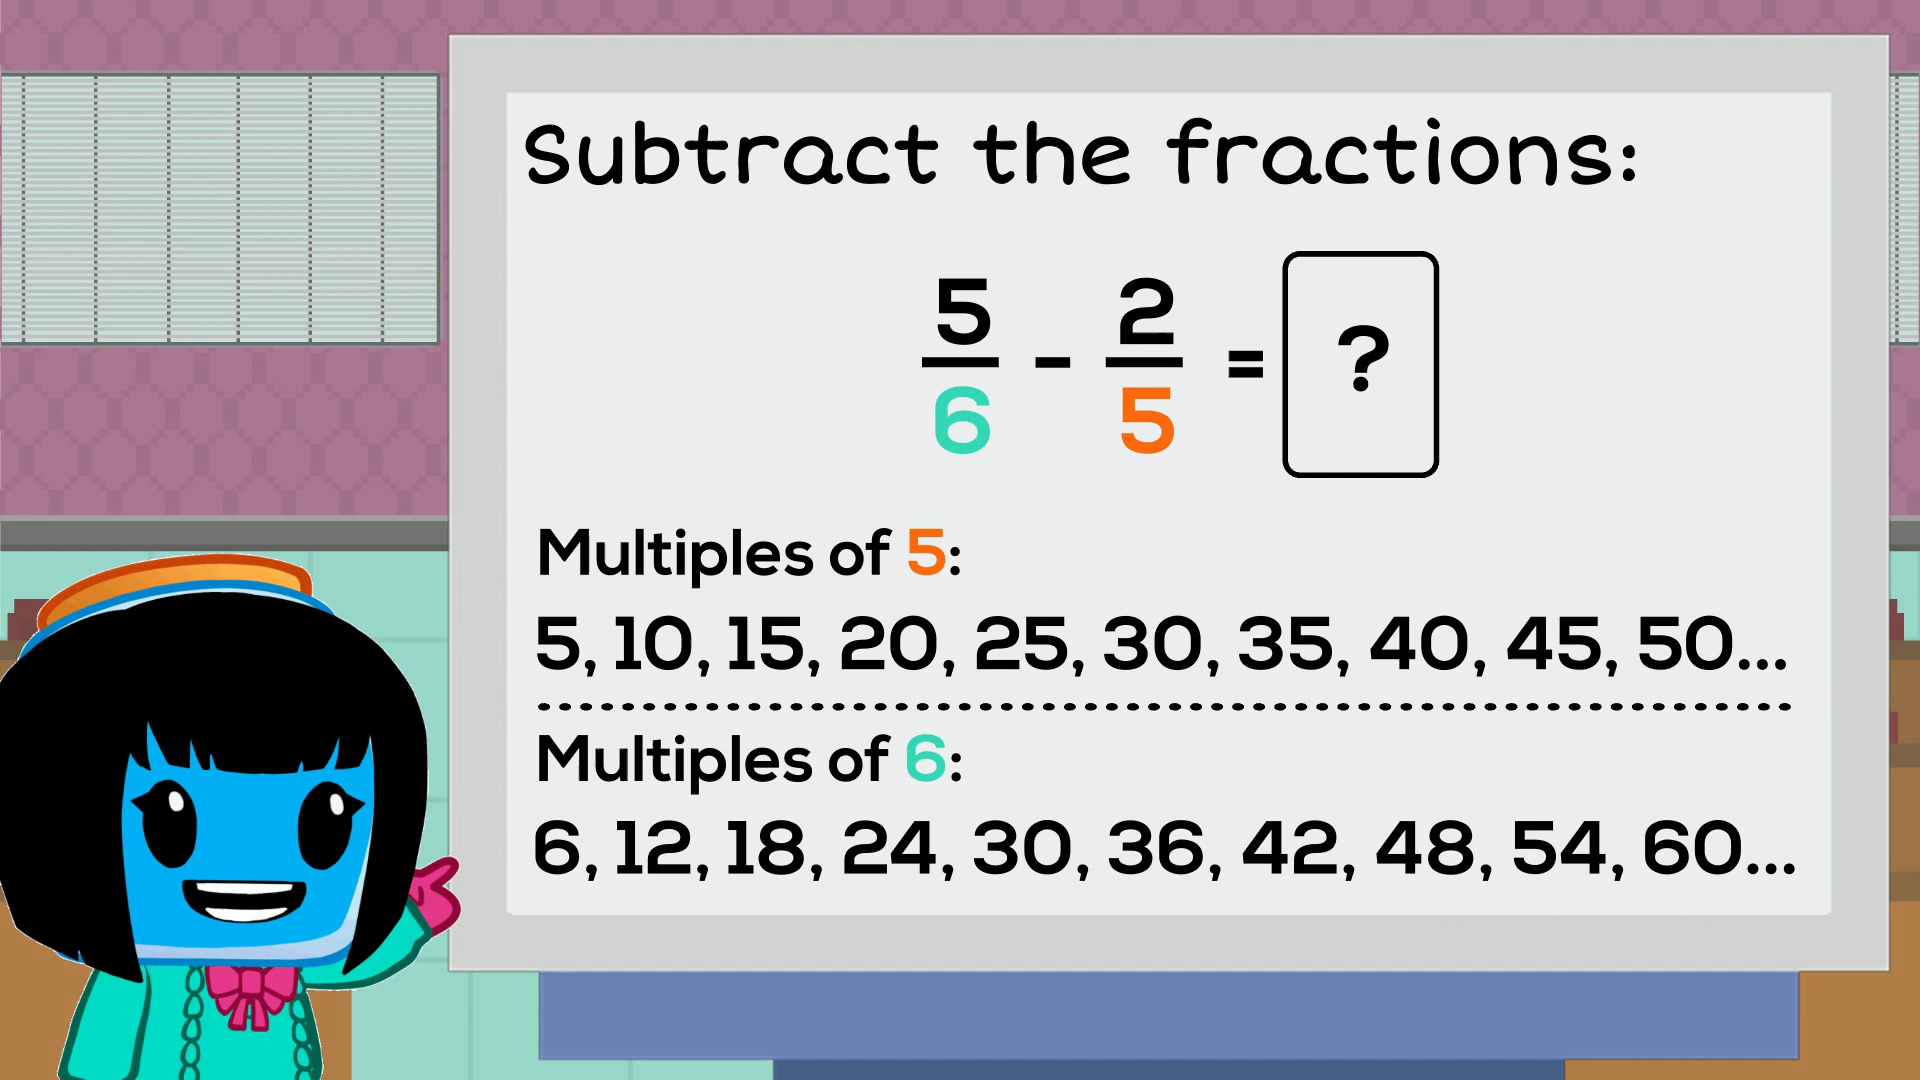 Subtract the fractions:
5/6 - 2/5 = ?
Multiples of 5:
5, 10, 15, 20, 25, 30, 35, 40, 45, 50...
Multiples of 6:
6, 12, 18, 24, 30, 36, 42, 48, 54, 60...